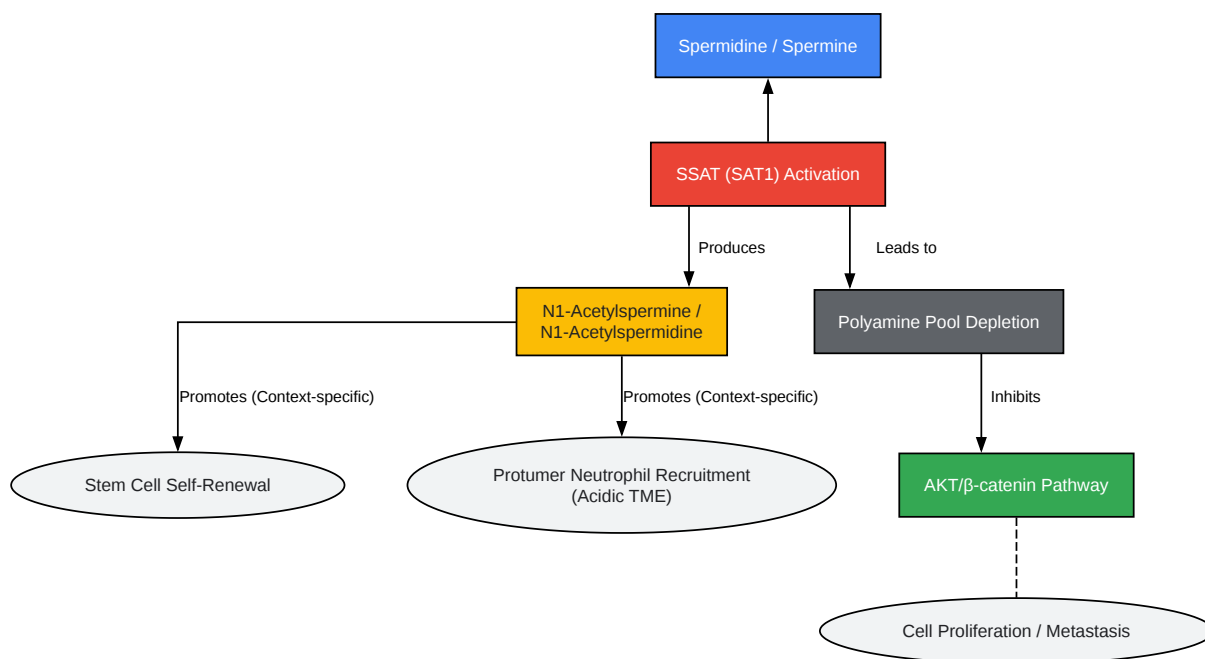 Spermidine / Spermine
SSAT (SAT1) Activation
Produces
Leads to
N1-Acetylspermine /
N1-Acetylspermidine
Polyamine Pool Depletion
Promotes (Context-specific)
Promotes (Context-specific)
Inhibits
Stem Cell Self-Renewal
Protumer Neutrophil Recruitment
(Acidic TME)
AKT/β-catenin Pathway
Cell Proliferation / Metastasis